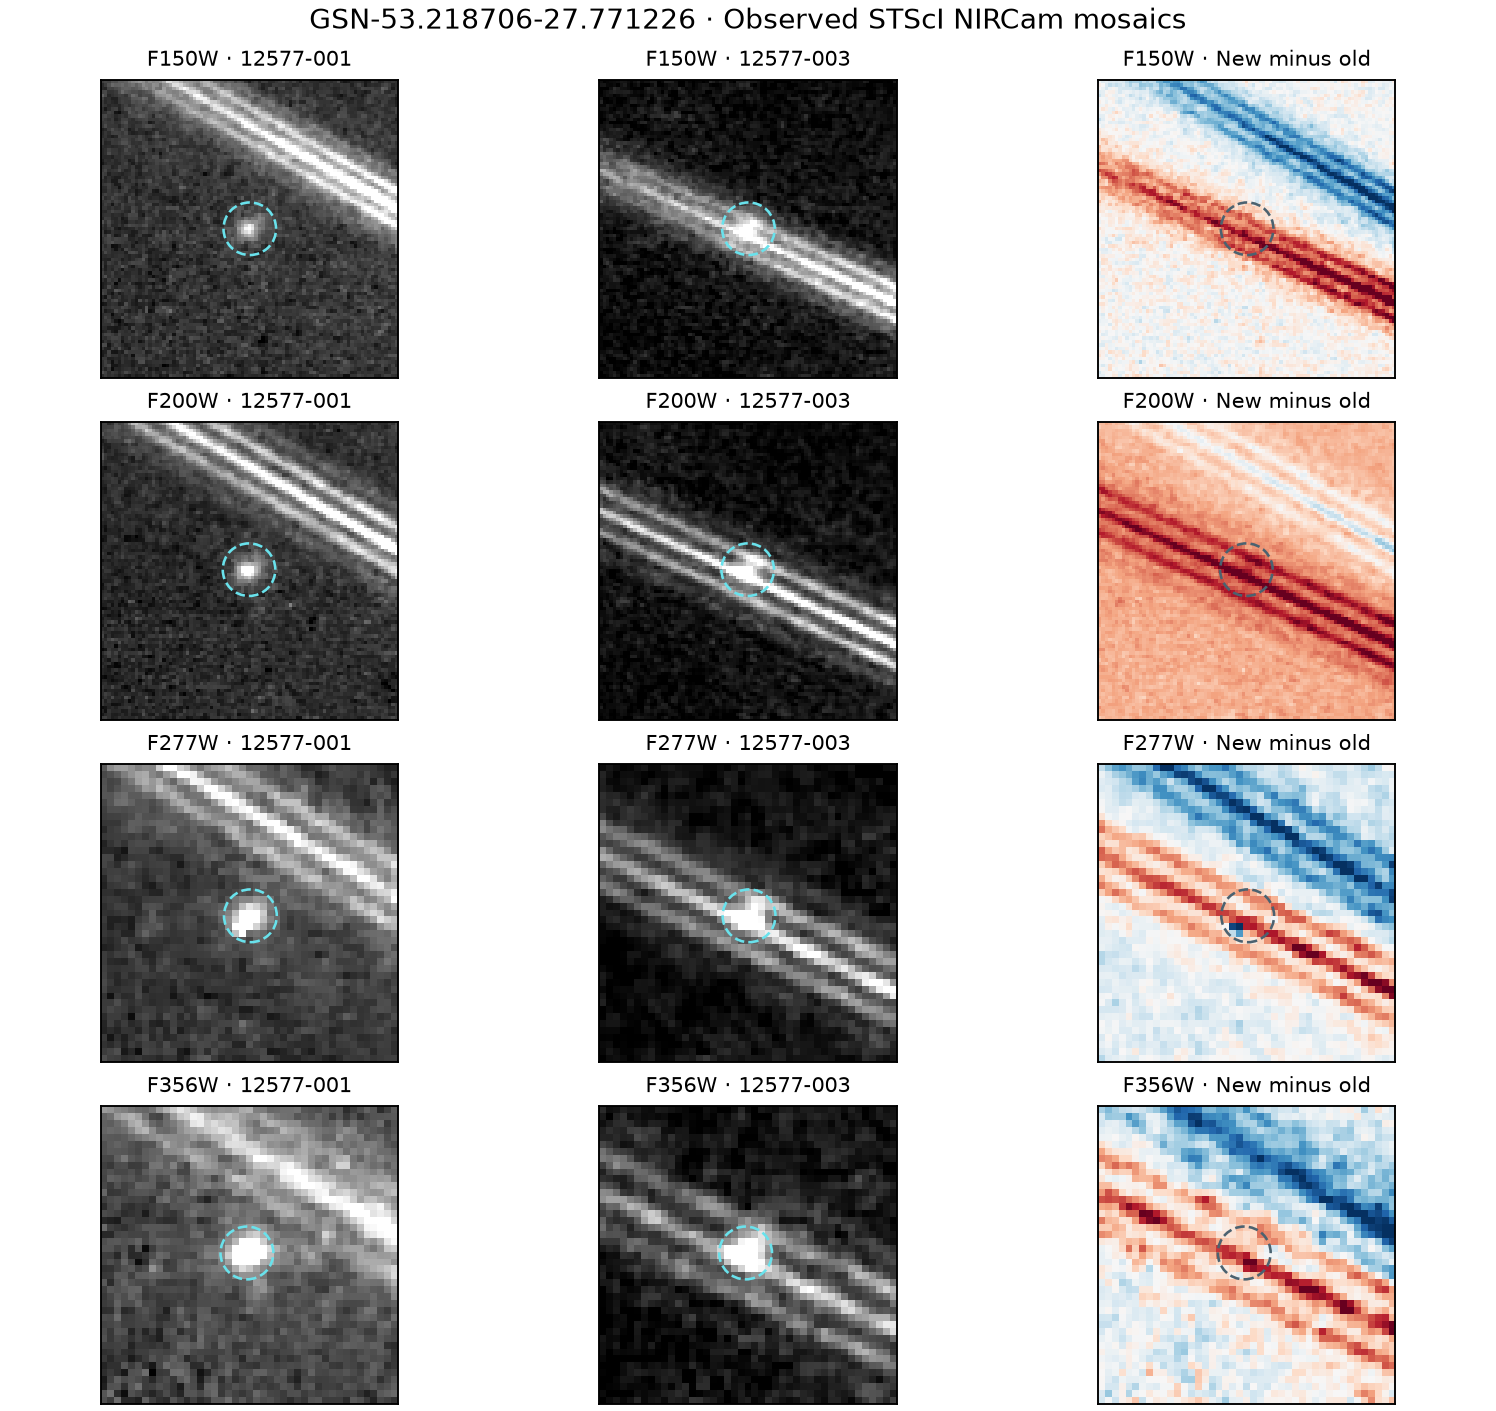 GSN-53.218706-27.771226 · Observed STScI NIRCam mosaics
F150W · 12577-001
F150W · 12577-003
F150W · New minus old
F200W · 12577-001
F200W · 12577-003
F200W · New minus old
F277W · 12577-001
F277W · 12577-003
F277W · New minus old
F356W · 12577-001
F356W · 12577-003
F356W · New minus old